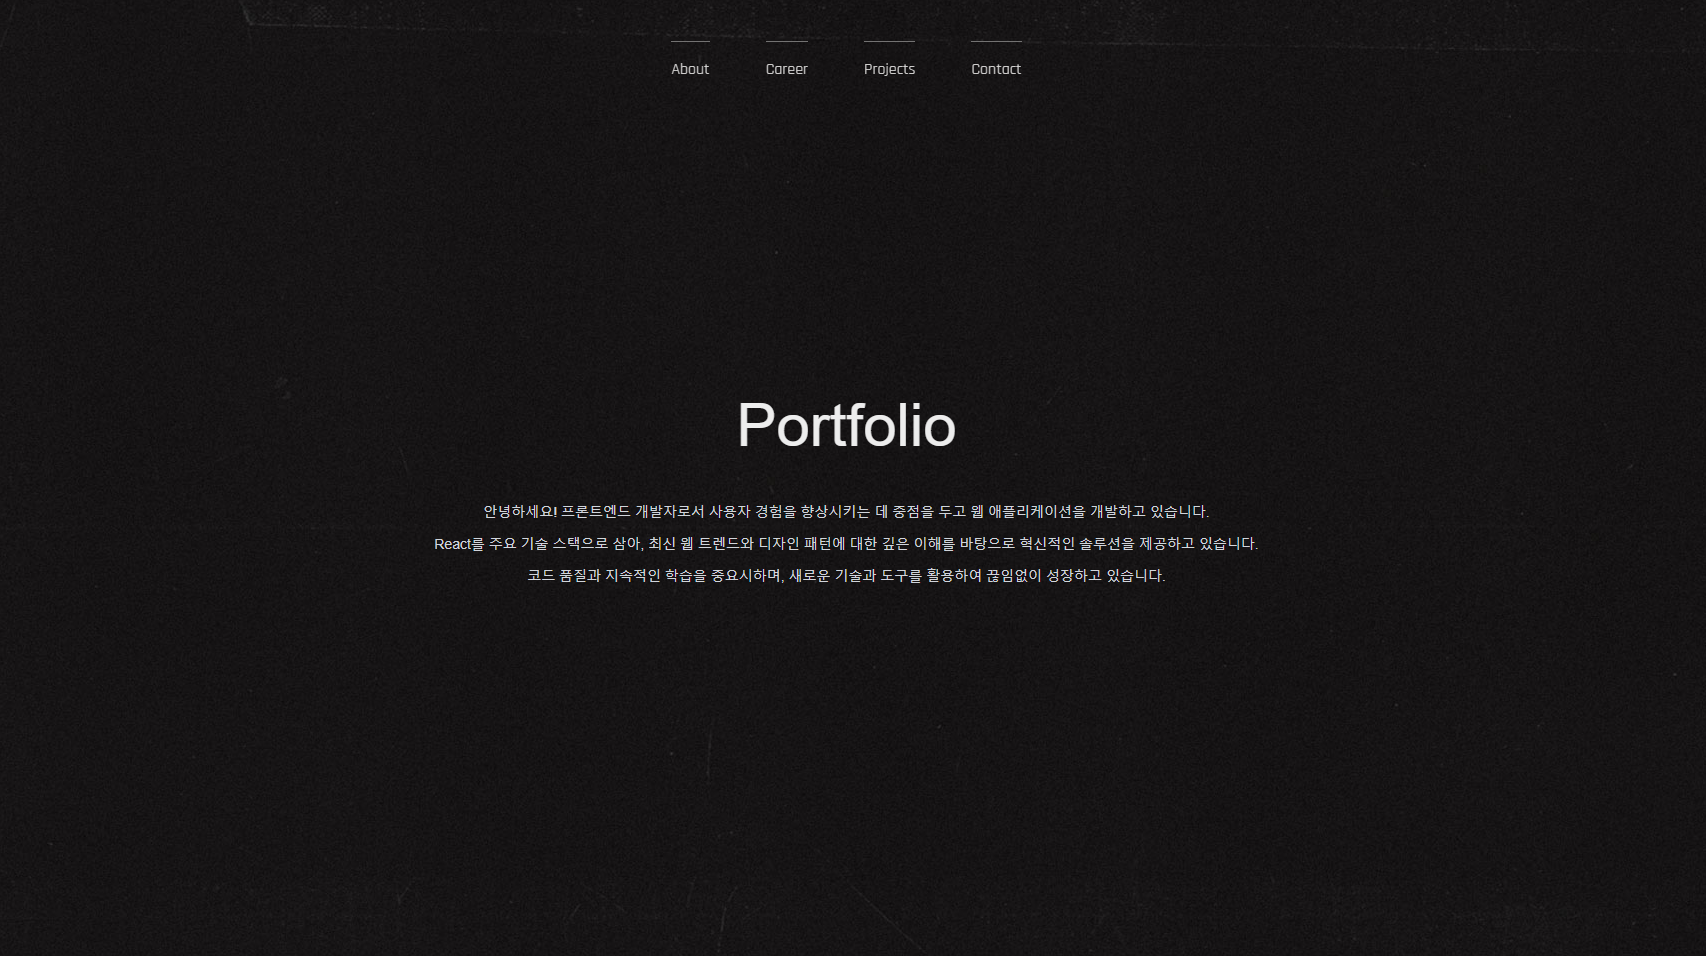 About Career Projects Contact
Portfolio
안녕하세요! 프론트엔드 개발자로서 사용자 경험을 향상시키는 데 중점을 두고 웹 애플리케이션을 개발하고 있습니다.
React를 주요 기술 스택으로 삼아, 최신 웹 트렌드와 디자인 패턴에 대한 깊은 이해를 바탕으로 혁신적인 솔루션을 제공하고 있습니다.
코드 품질과 지속적인 학습을 중요시하며, 새로운 기술과 도구를 활용하여 끊임없이 성장하고 있습니다.